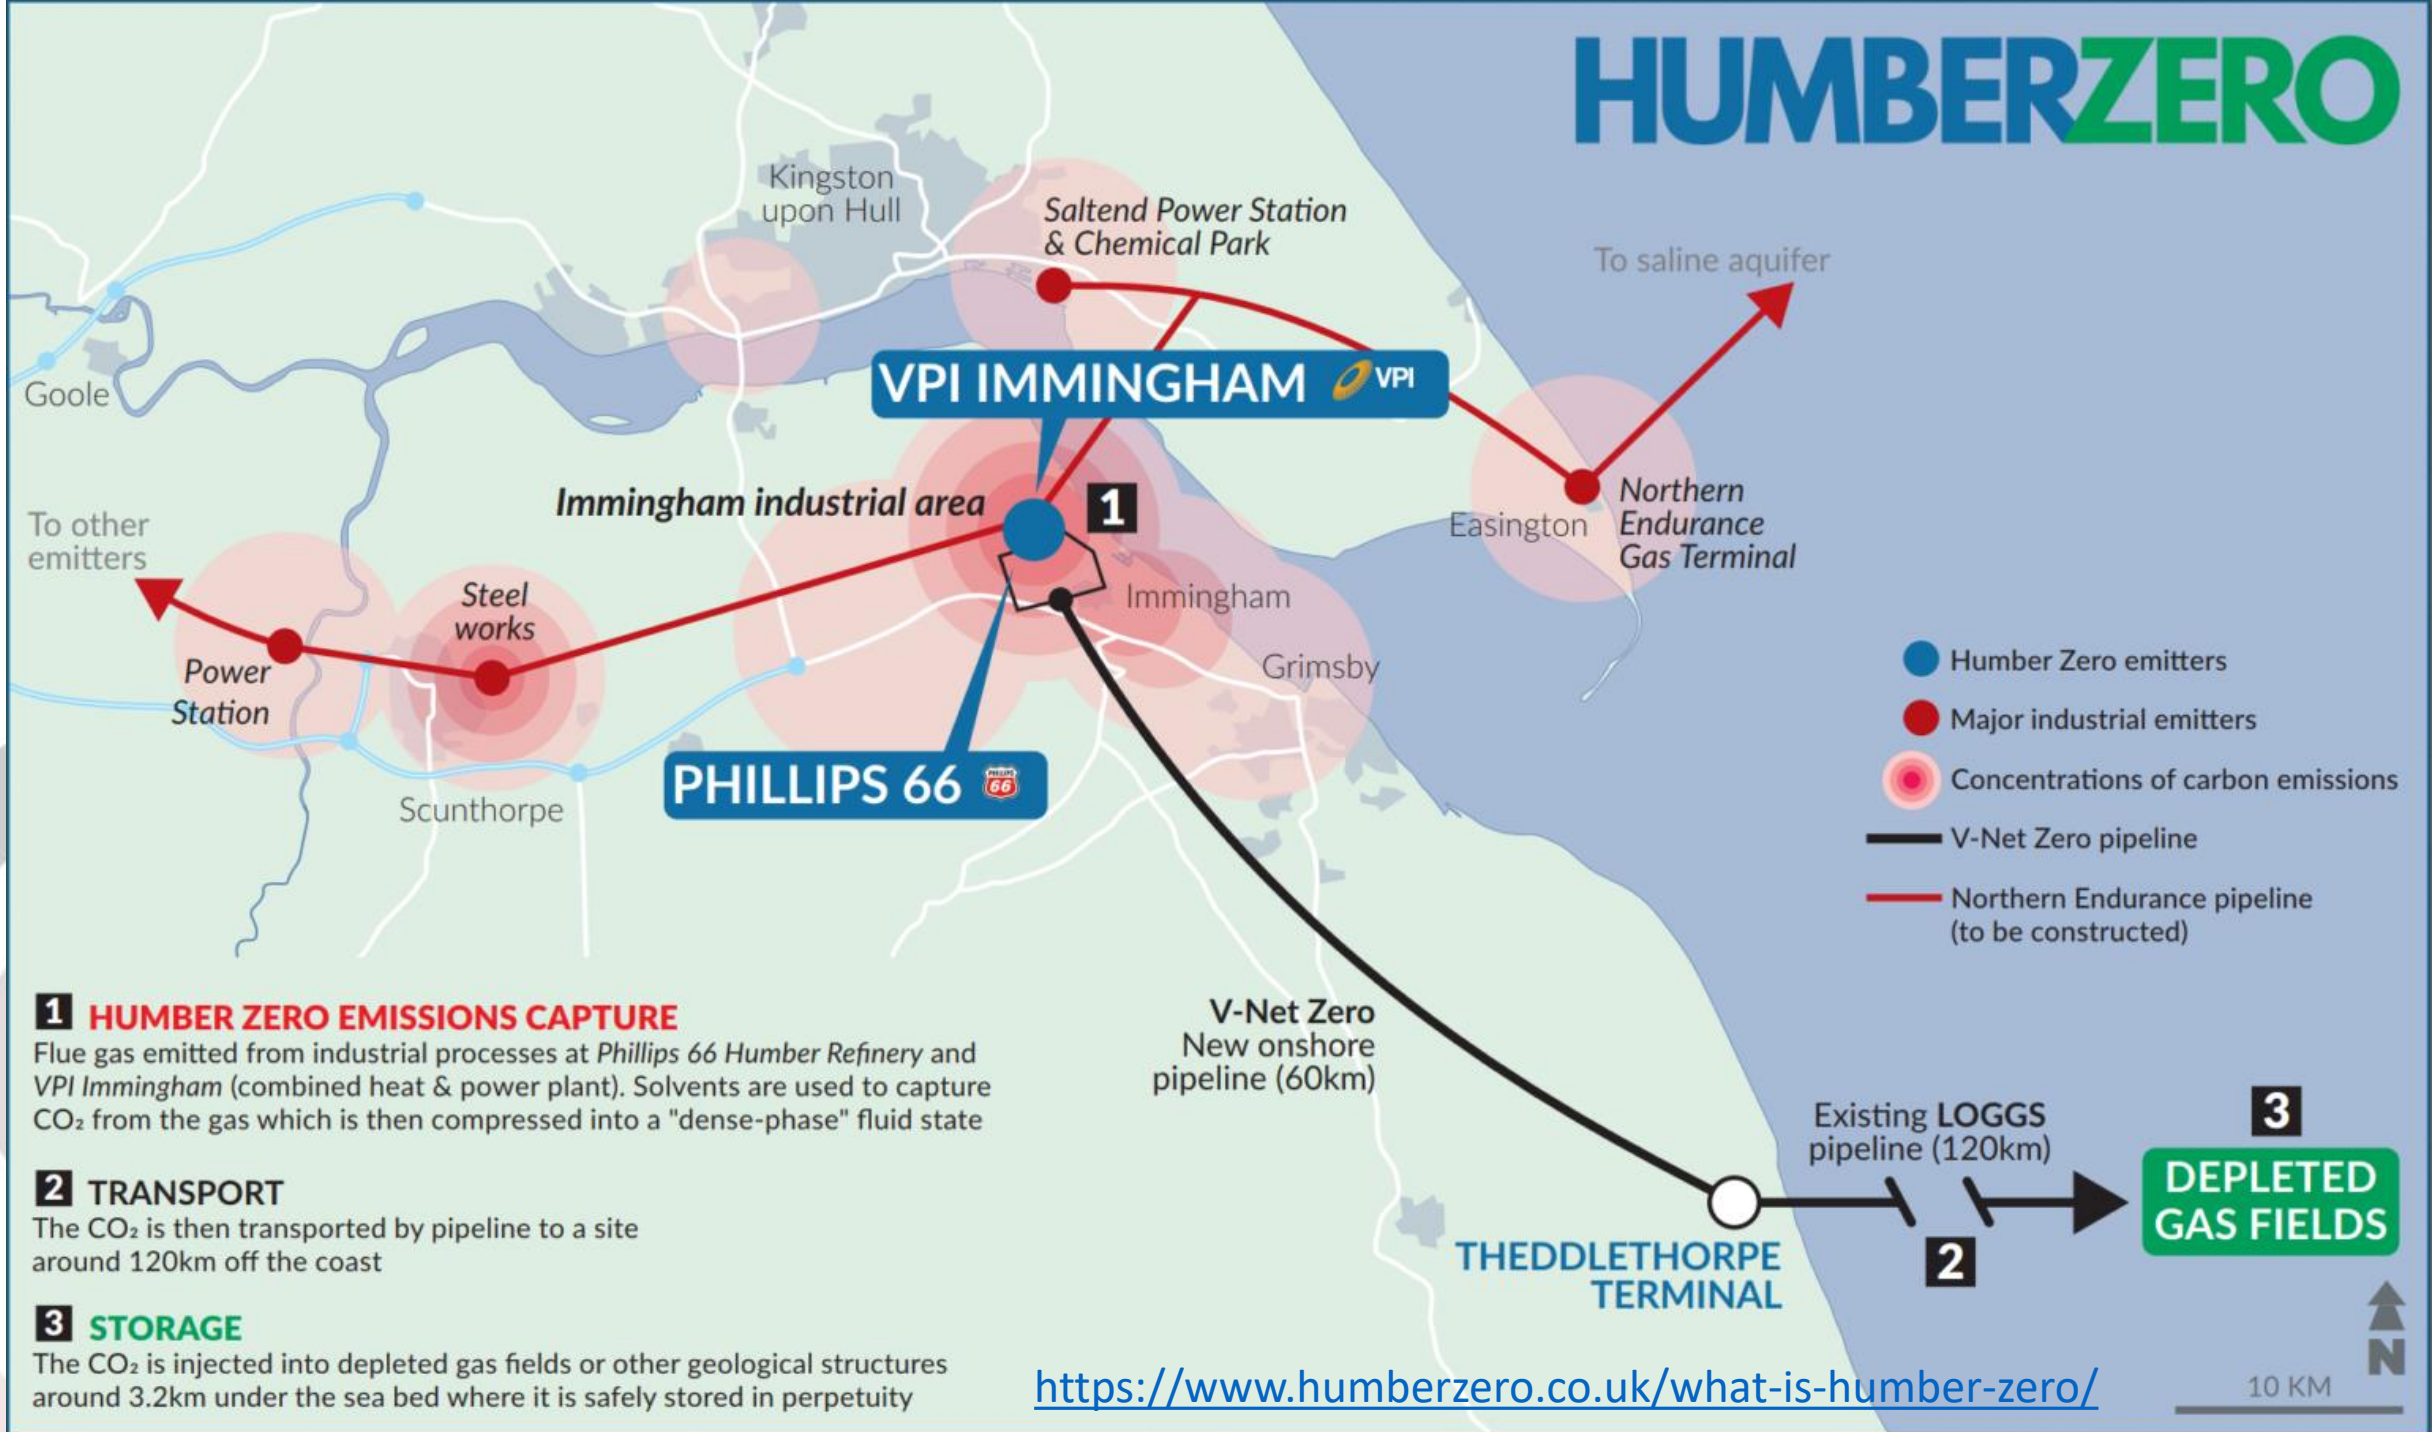 HUMBERZERO
Kingston
upon Hull
Saltend Power Station
& Chemical Park
To saline aquifer
Goole
VPI IMMINGHAM VPI
Immingham industrial area
1
Northern
Endurance
Gas Terminal
Easington
To other
emitters
Steel
works
Immingham
Power
Station
Grimsby
Humber Zero emitters
Major industrial emitters
Concentrations of carbon emissions
V-Net Zero pipeline
Northern Endurance pipeline
(to be constructed)
PHILLIPS 66 PHILLIPS 66
Scunthorpe
1 HUMBER ZERO EMISSIONS CAPTURE
Flue gas emitted from industrial processes at Phillips 66 Humber Refinery and
VPI Immingham (combined heat & power plant). Solvents are used to capture
CO₂ from the gas which is then compressed into a "dense-phase" fluid state
2 TRANSPORT
The CO₂ is then transported by pipeline to a site
around 120km off the coast
3 STORAGE
The CO₂ is injected into depleted gas fields or other geological structures
around 3.2km under the sea bed where it is safely stored in perpetuity
V-Net Zero
New onshore
pipeline (60km)
Existing LOGGS
pipeline (120km)
2
3
DEPLETED
GAS FIELDS
THEDDLETHORPE
TERMINAL
N
10 KM
https://www.humberzero.co.uk/what-is-humber-zero/